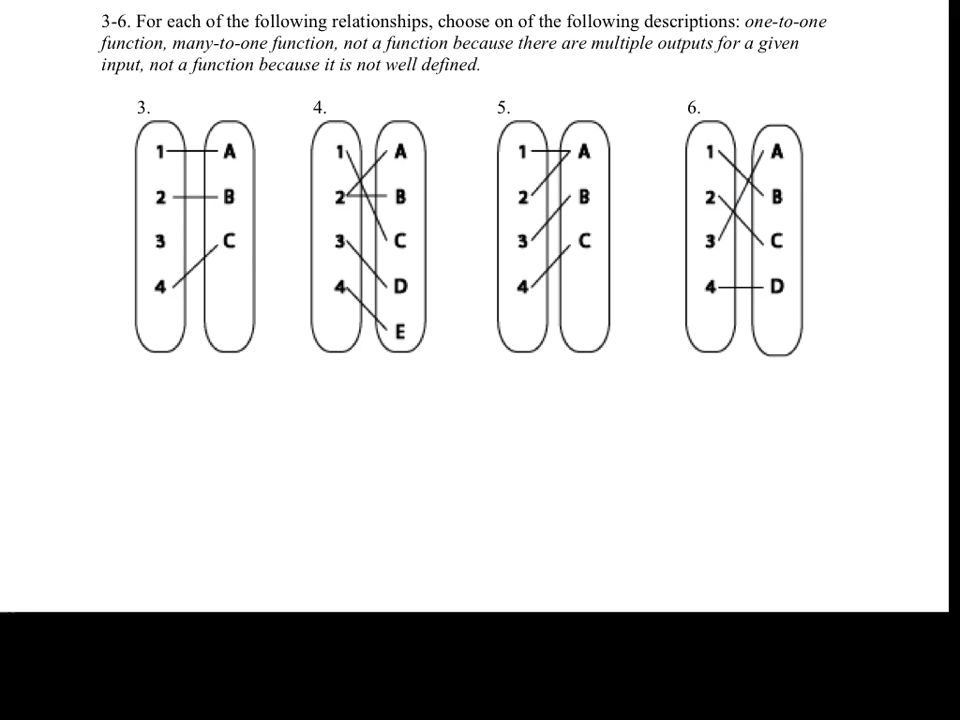 3-6. For each of the following relationships, choose on of the following descriptions: one-to-one
function, many-to-one function, not a function because there are multiple outputs for a given
input, not a function because it is not well defined.
3. 4. 5. 6.
1 A 1 A 1 A 1 A
2 B 2 B 2 B 2 B
3 C 3 C 3 C 3 C
4 4 D 4 4 D
E